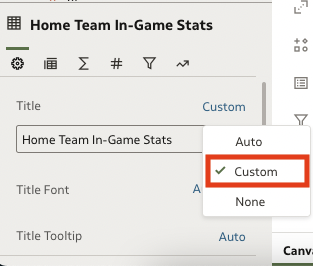 Home Team In-Game Stats
Title Custom
Home Team In-Game Stats
Auto
Custom
None
Title Font A
Title Tooltip Auto
Canva